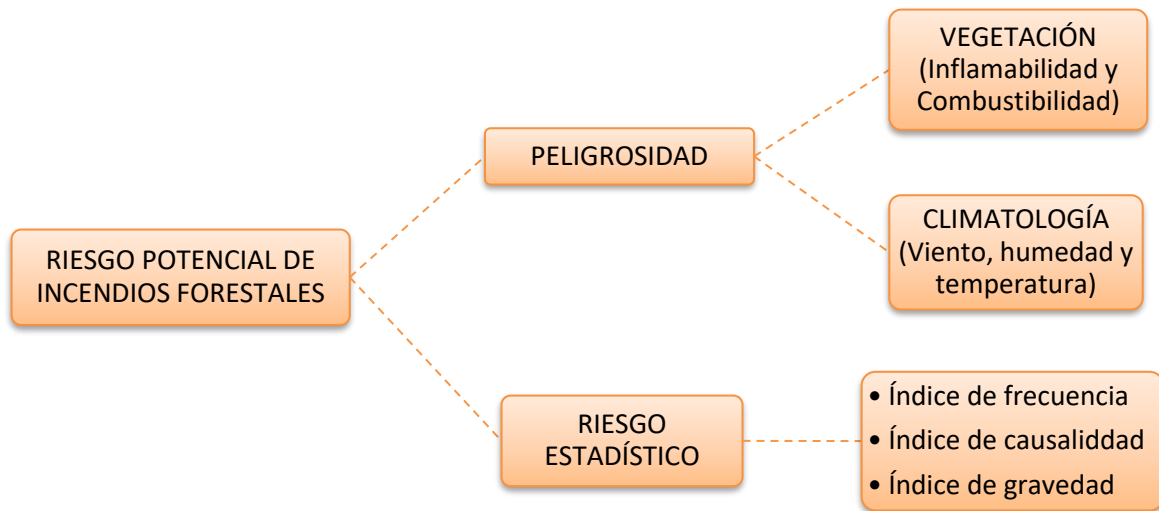 RIESGO POTENCIAL DE
INCENDIOS FORESTALES
PELIGROSIDAD
VEGETACIÓN
(Inflamabilidad y
Combustibilidad)
CLIMATOLOGÍA
(Viento, humedad y
temperatura)
RIESGO
ESTADÍSTICO
• Índice de frecuencia
• Índice de causaliddad
• Índice de gravedad